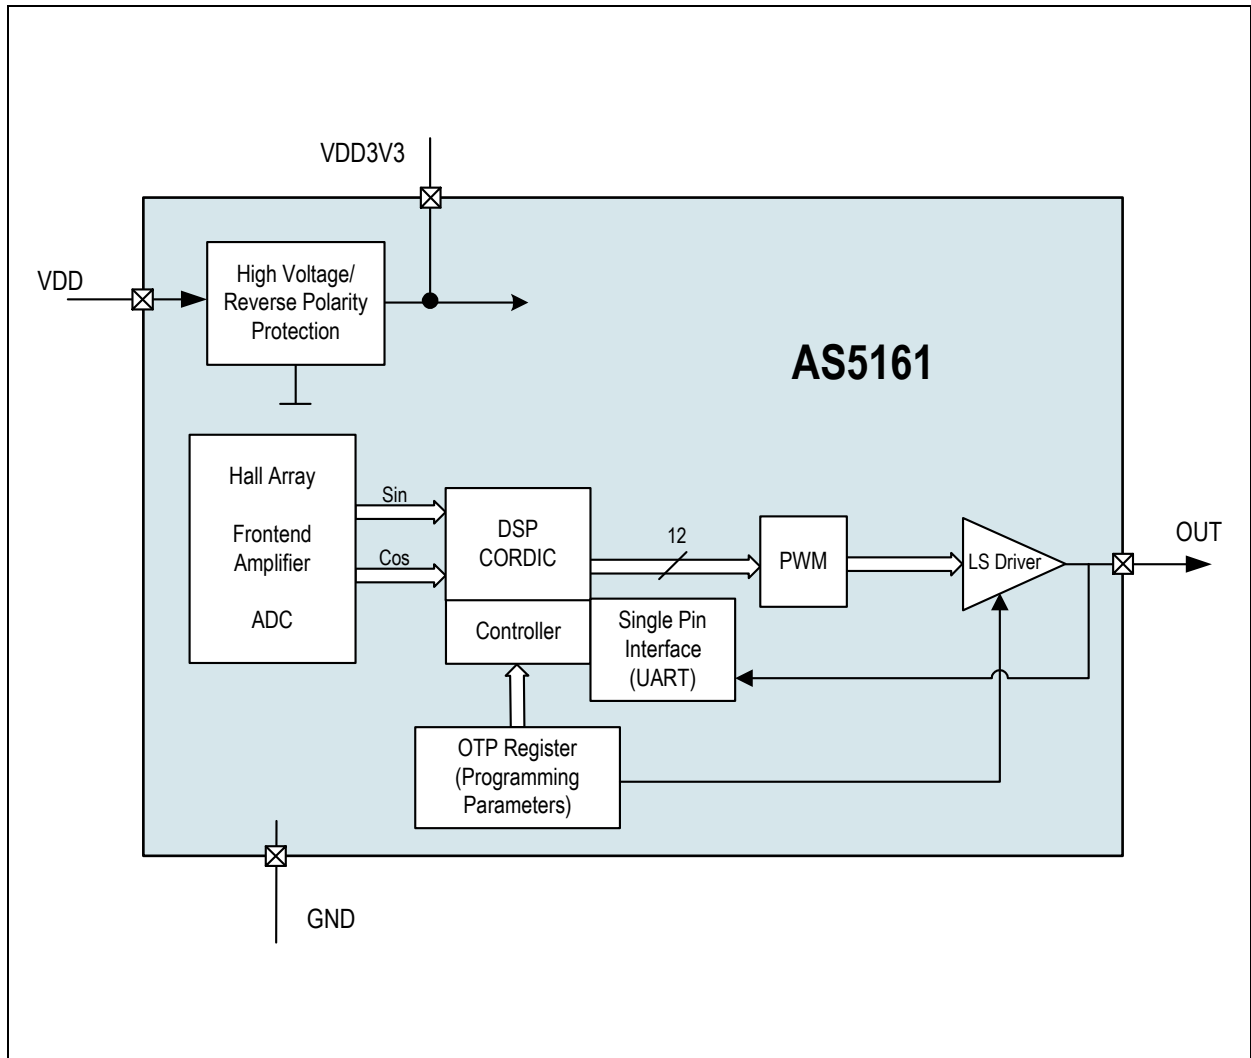 VDD3V3
VDD
High Voltage/
Reverse Polarity
Protection
AS5161
Hall Array
Frontend
Amplifier
ADC
Sin
Cos
DSP
CORDIC
12
PWM
LS Driver
OUT
Controller
Single Pin
Interface
(UART)
OTP Register
(Programming
Parameters)
GND